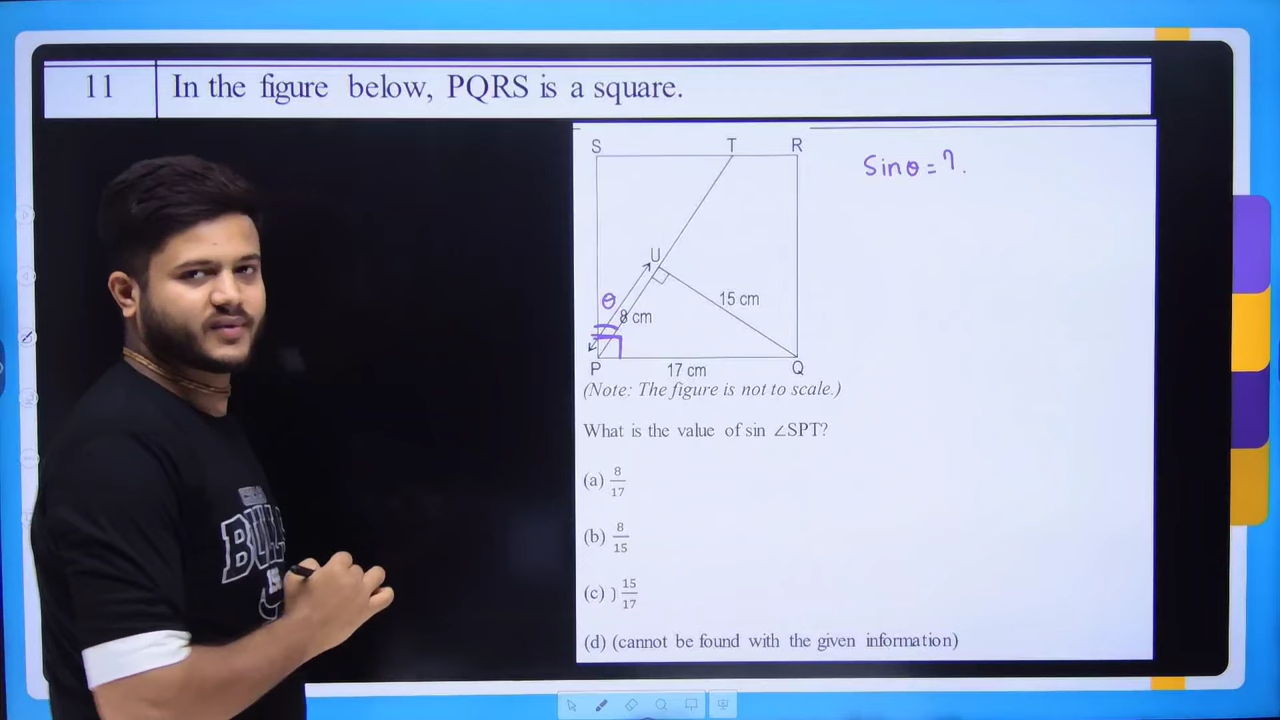 11
In the figure below, PQRS is a square.
S T R
Sinθ = ?.
U
θ
15 cm
8 cm
P Q
17 cm
(Note: The figure is not to scale.)
What is the value of sin ∠SPT?
(a) 8/17
(b) 8/15
(c) ) 15/17
(d) (cannot be found with the given information)
BULLS